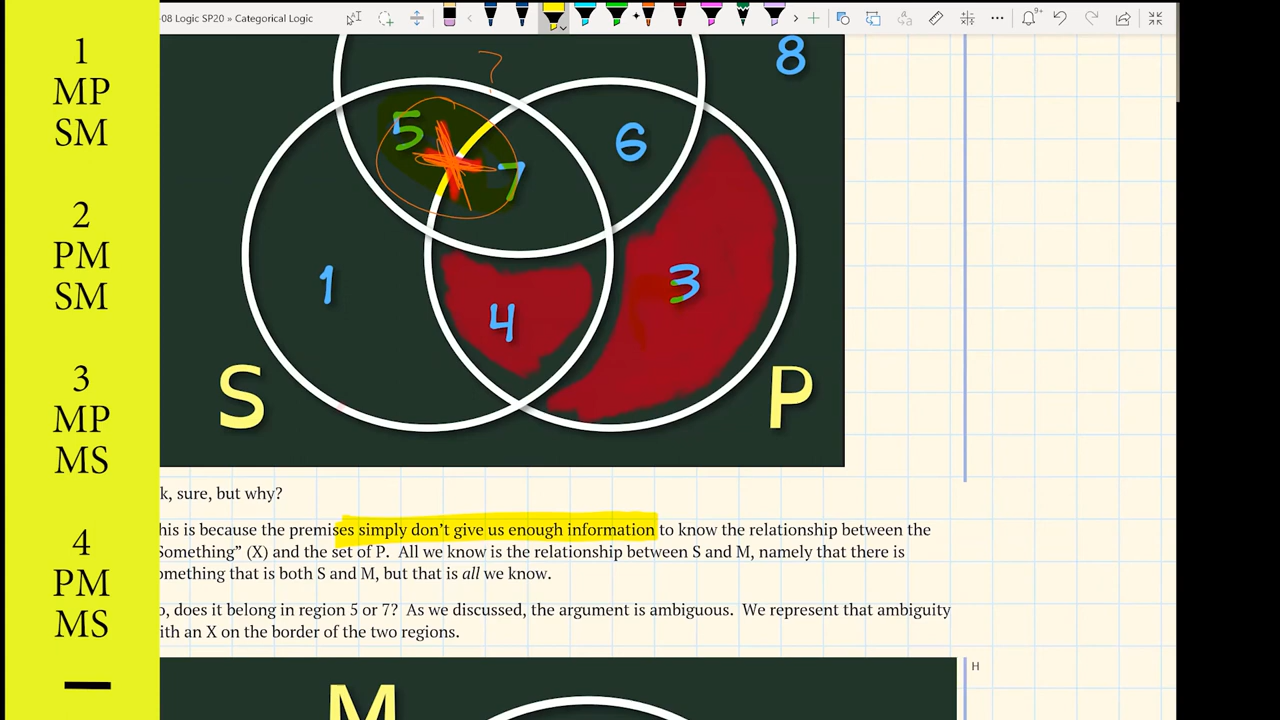 1
MP
SM
2
PM
SM
3
MP
MS
4
PM
MS
-08 Logic SP20 » Categorical Logic
9+
?
8
5
6
7
1
4
3
S
P
k, sure, but why?
his is because the premises simply don't give us enough information to know the relationship between the
Something" (X) and the set of P. All we know is the relationship between S and M, namely that there is
omething that is both S and M, but that is all we know.
o, does it belong in region 5 or 7? As we discussed, the argument is ambiguous. We represent that ambiguity
ith an X on the border of the two regions.
H
M